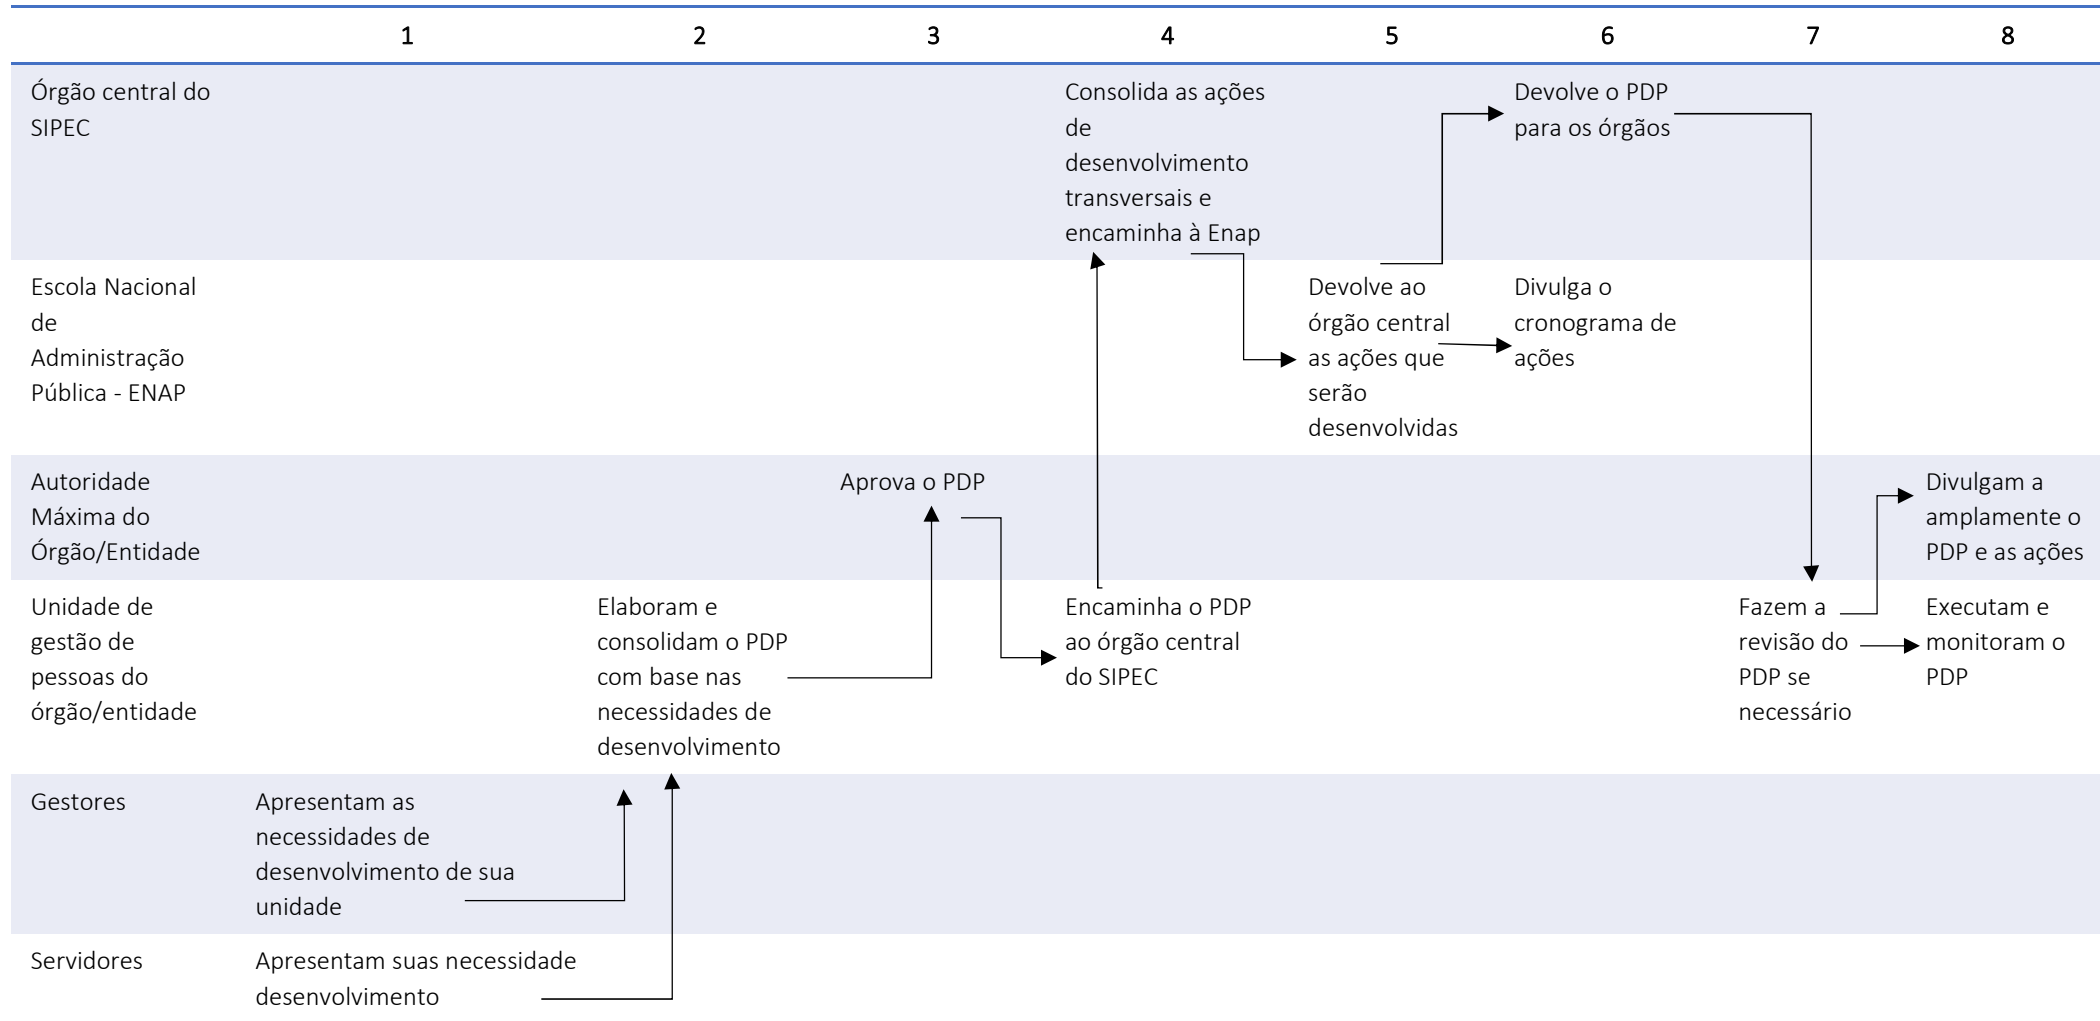 1 2 3 4 5 6 7 8
Órgão central do
SIPEC
Consolida as ações
de
desenvolvimento
transversais e
encaminha à Enap
Devolve o PDP
para os órgãos
Escola Nacional
de
Administração
Pública - ENAP
Devolve ao
órgão central
as ações que
serão
desenvolvidas
Divulga o
cronograma de
ações
Autoridade
Máxima do
Órgão/Entidade
Aprova o PDP
Divulgam a
amplamente o
PDP e as ações
Unidade de
gestão de
pessoas do
órgão/entidade
Elaboram e
consolidam o PDP
com base nas
necessidades de
desenvolvimento
Encaminha o PDP
ao órgão central
do SIPEC
Fazem a
revisão do
PDP se
necessário
Executam e
monitoram o
PDP
Gestores
Apresentam as
necessidades de
desenvolvimento de sua
unidade
Servidores
Apresentam suas necessidade
desenvolvimento